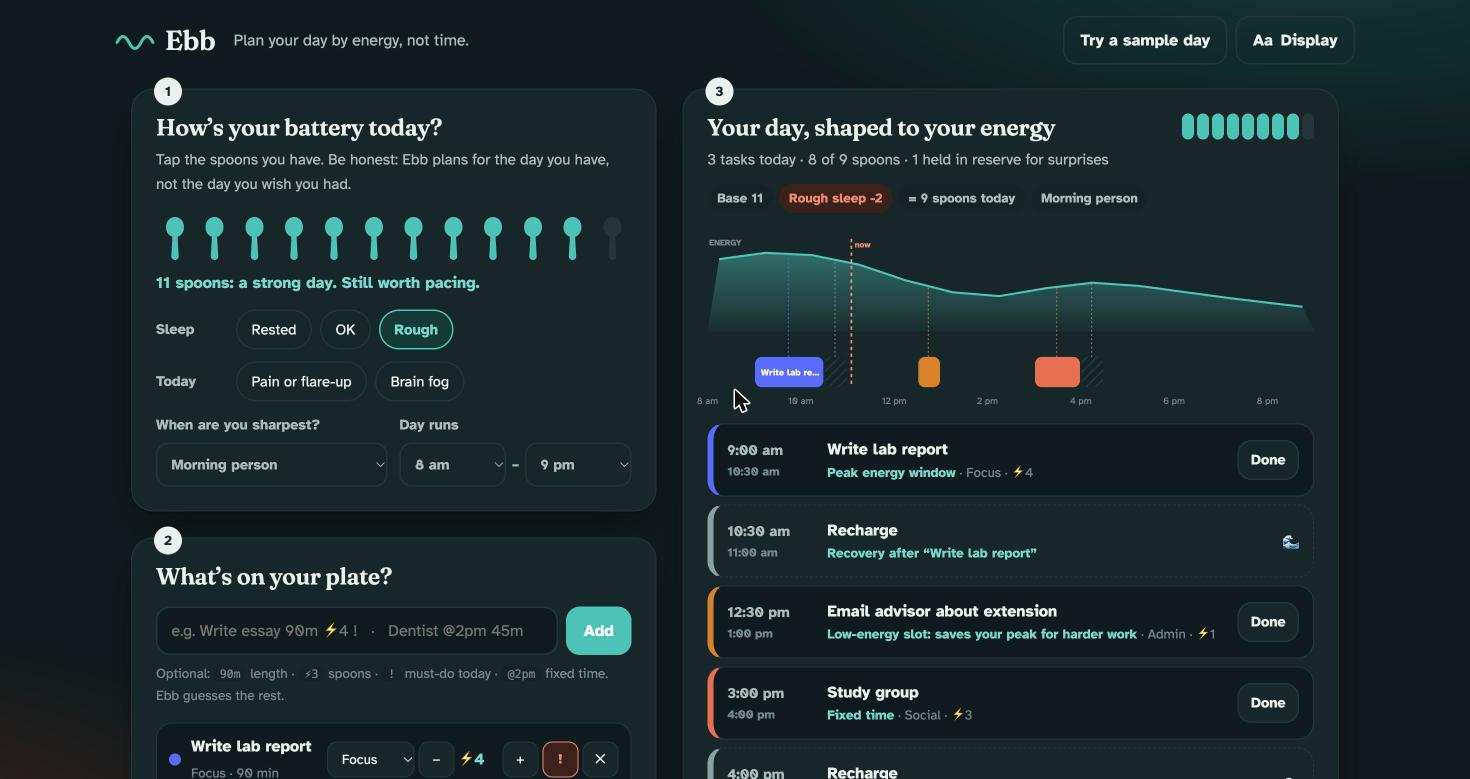 Ebb
Plan your day by energy, not time.
Try a sample day
Aa Display
1
How’s your battery today?
Tap the spoons you have. Be honest: Ebb plans for the day you have,
not the day you wish you had.
11 spoons: a strong day. Still worth pacing.
Sleep
Rested
OK
Rough
Today
Pain or flare-up
Brain fog
When are you sharpest?
Day runs
Morning person
8 am
–
9 pm
2
What’s on your plate?
e.g. Write essay 90m ⚡4 ! · Dentist @2pm 45m
Add
Optional: 90m length · ⚡3 spoons · ! must-do today · @2pm fixed time.
Ebb guesses the rest.
Write lab report
Focus · 90 min
Focus
−
⚡4
+
!
✕
3
Your day, shaped to your energy
3 tasks today · 8 of 9 spoons · 1 held in reserve for surprises
Base 11
Rough sleep -2
= 9 spoons today
Morning person
ENERGY
now
Write lab re…
8 am
10 am
12 pm
2 pm
4 pm
6 pm
8 pm
9:00 am
10:30 am
Write lab report
Peak energy window · Focus · ⚡4
Done
10:30 am
11:00 am
Recharge
Recovery after “Write lab report”
12:30 pm
1:00 pm
Email advisor about extension
Low-energy slot: saves your peak for harder work · Admin · ⚡1
Done
3:00 pm
4:00 pm
Study group
Fixed time · Social · ⚡3
Done
4:00 pm
Recharge